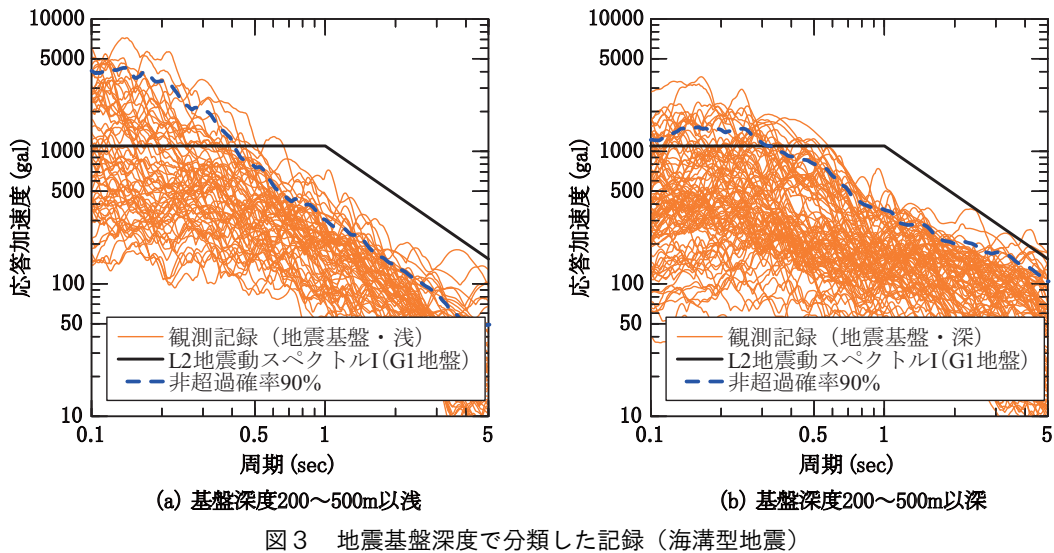 10000
5000
1000
500
100
50
10
応答加速度(gal)
観測記録（地震基盤・浅）
L2地震動スペクトルI(G1地盤)
非超過確率90%
0.1
0.5
1
5
周期(sec)
(a) 基盤深度200～500m以浅
10000
5000
1000
500
100
50
10
応答加速度(gal)
観測記録（地震基盤・深）
L2地震動スペクトルI(G1地盤)
非超過確率90%
0.1
0.5
1
5
周期(sec)
(b) 基盤深度200～500m以深
図３　地震基盤深度で分類した記録（海溝型地震）